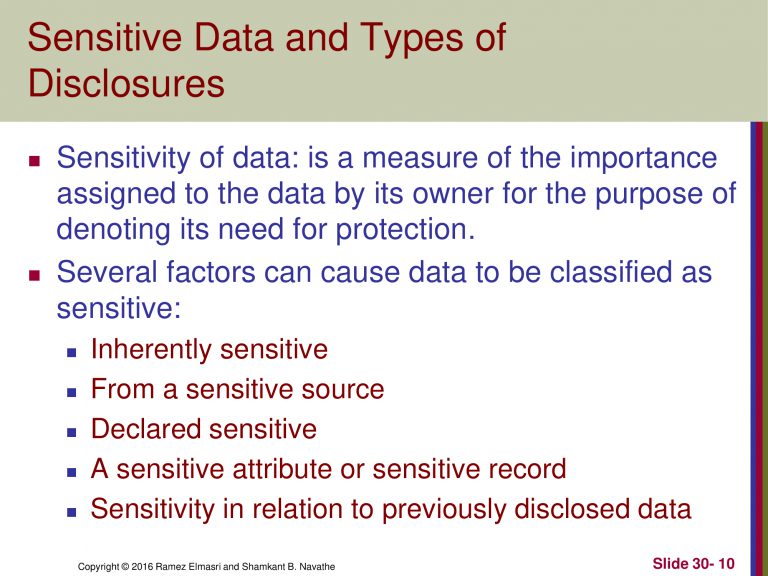 Sensitive Data and Types of
Disclosures
Sensitivity of data: is a measure of the importance
assigned to the data by its owner for the purpose of
denoting its need for protection.
Several factors can cause data to be classified as
sensitive:
Inherently sensitive
From a sensitive source
Declared sensitive
A sensitive attribute or sensitive record
Sensitivity in relation to previously disclosed data
Copyright © 2016 Ramez Elmasri and Shamkant B. Navathe
Slide 30- 10